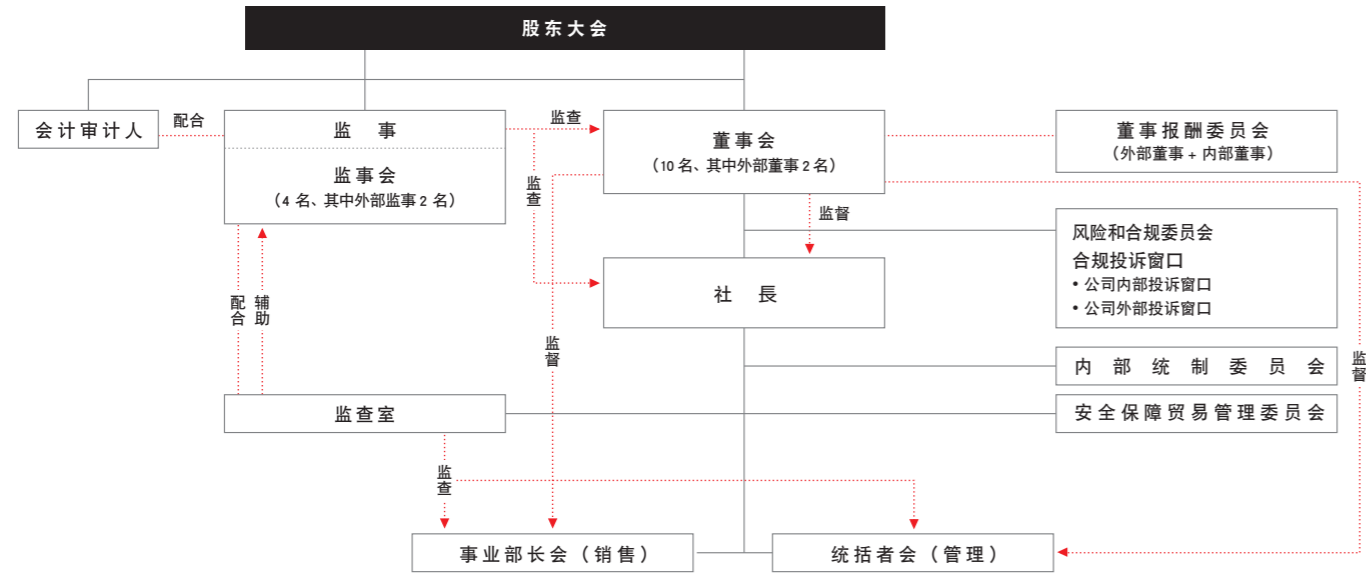 股东大会
会计审计人
配合
监 事
监事会
（4 名、其中外部监事 2 名）
监查
监查
董事会
（10 名、其中外部董事 2 名）
董事报酬委员会
（外部董事 + 内部董事）
监督
风险和合规委员会
合规投诉窗口
• 公司内部投诉窗口
• 公司外部投诉窗口
社 長
配合
辅助
监督
内部统制委员会
监督
监查室
安全保障贸易管理委员会
监查
事业部长会（销售）
统括者会（管理）